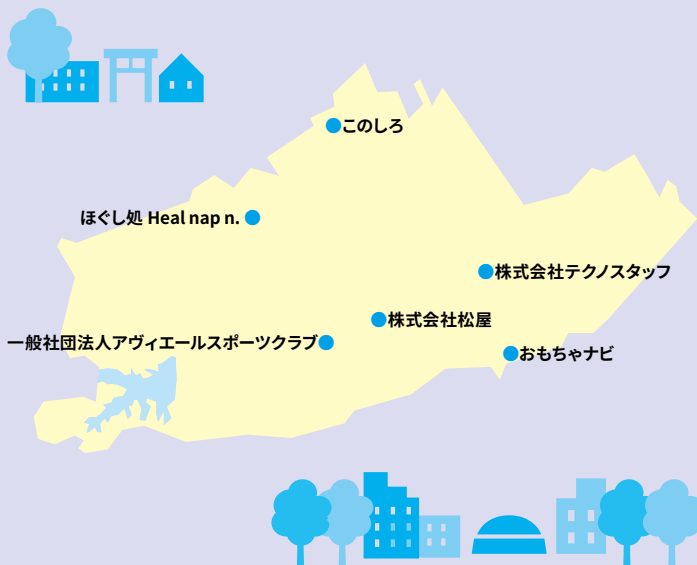 このしろ
ほぐし処 Heal nap n.
株式会社テクノスタッフ
株式会社松屋
一般社団法人アヴィエールスポーツクラブ
おもちゃナビ